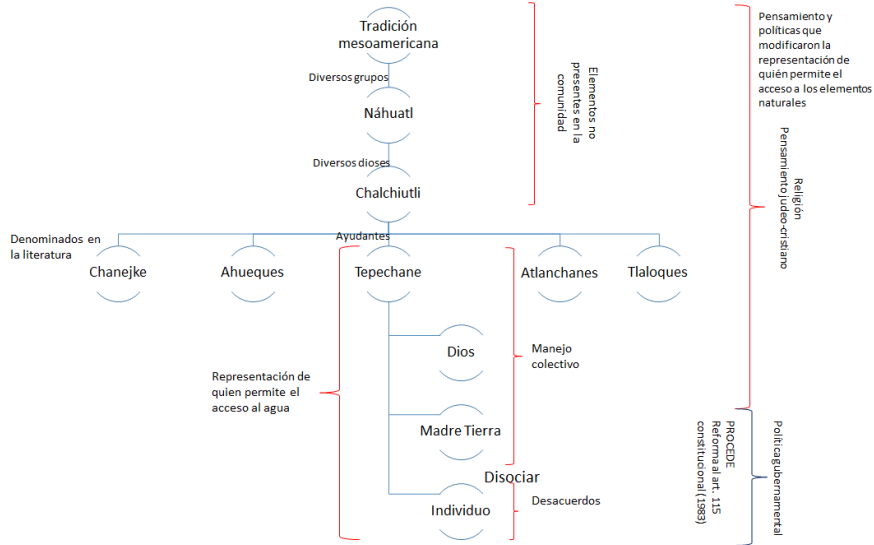 Tradición
mesoamericana
Diversos grupos
Náhuatl
Diversos dioses
Chalchiutli
Elementos no
presentes en la
comunidad
Pensamiento y
políticas que
modificaron la
representación de
quién permite el
acceso a los elementos
naturales
Religión
Pensamiento judeo-cristiano
Ayudantes
Denominados en
la literatura
Chanejke
Ahueques
Tepechane
Atlanchanes
Tlaloques
Dios
Manejo
colectivo
Representación de
quien permite el
acceso al agua
Madre Tierra
Disociar
Individuo
Desacuerdos
PROCEDE
Reforma al art. 115
constitucional (1983)
Políticagubernamental